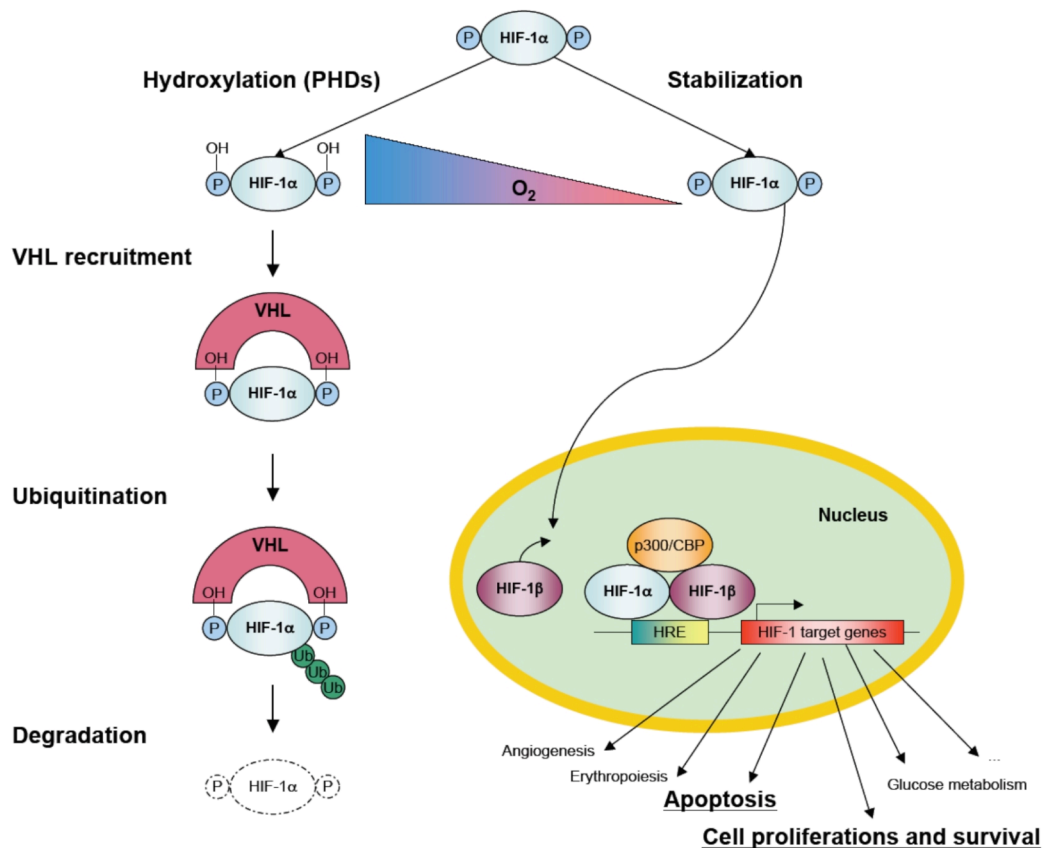 P HIF-1α P
Hydroxylation (PHDs)
Stabilization
OH OH
P HIF-1α P
O2
P HIF-1α P
VHL recruitment
VHL
OH OH
P HIF-1α P
Ubiquitination
Nucleus
VHL
p300/CBP
OH OH
HIF-1β
HIF-1α HIF-1β
P HIF-1α P
HRE
HIF-1 target genes
Ub
Ub
Ub
Degradation
Angiogenesis
...
Erythropoiesis
P HIF-1α P
Glucose metabolism
Apoptosis
Cell proliferations and survival